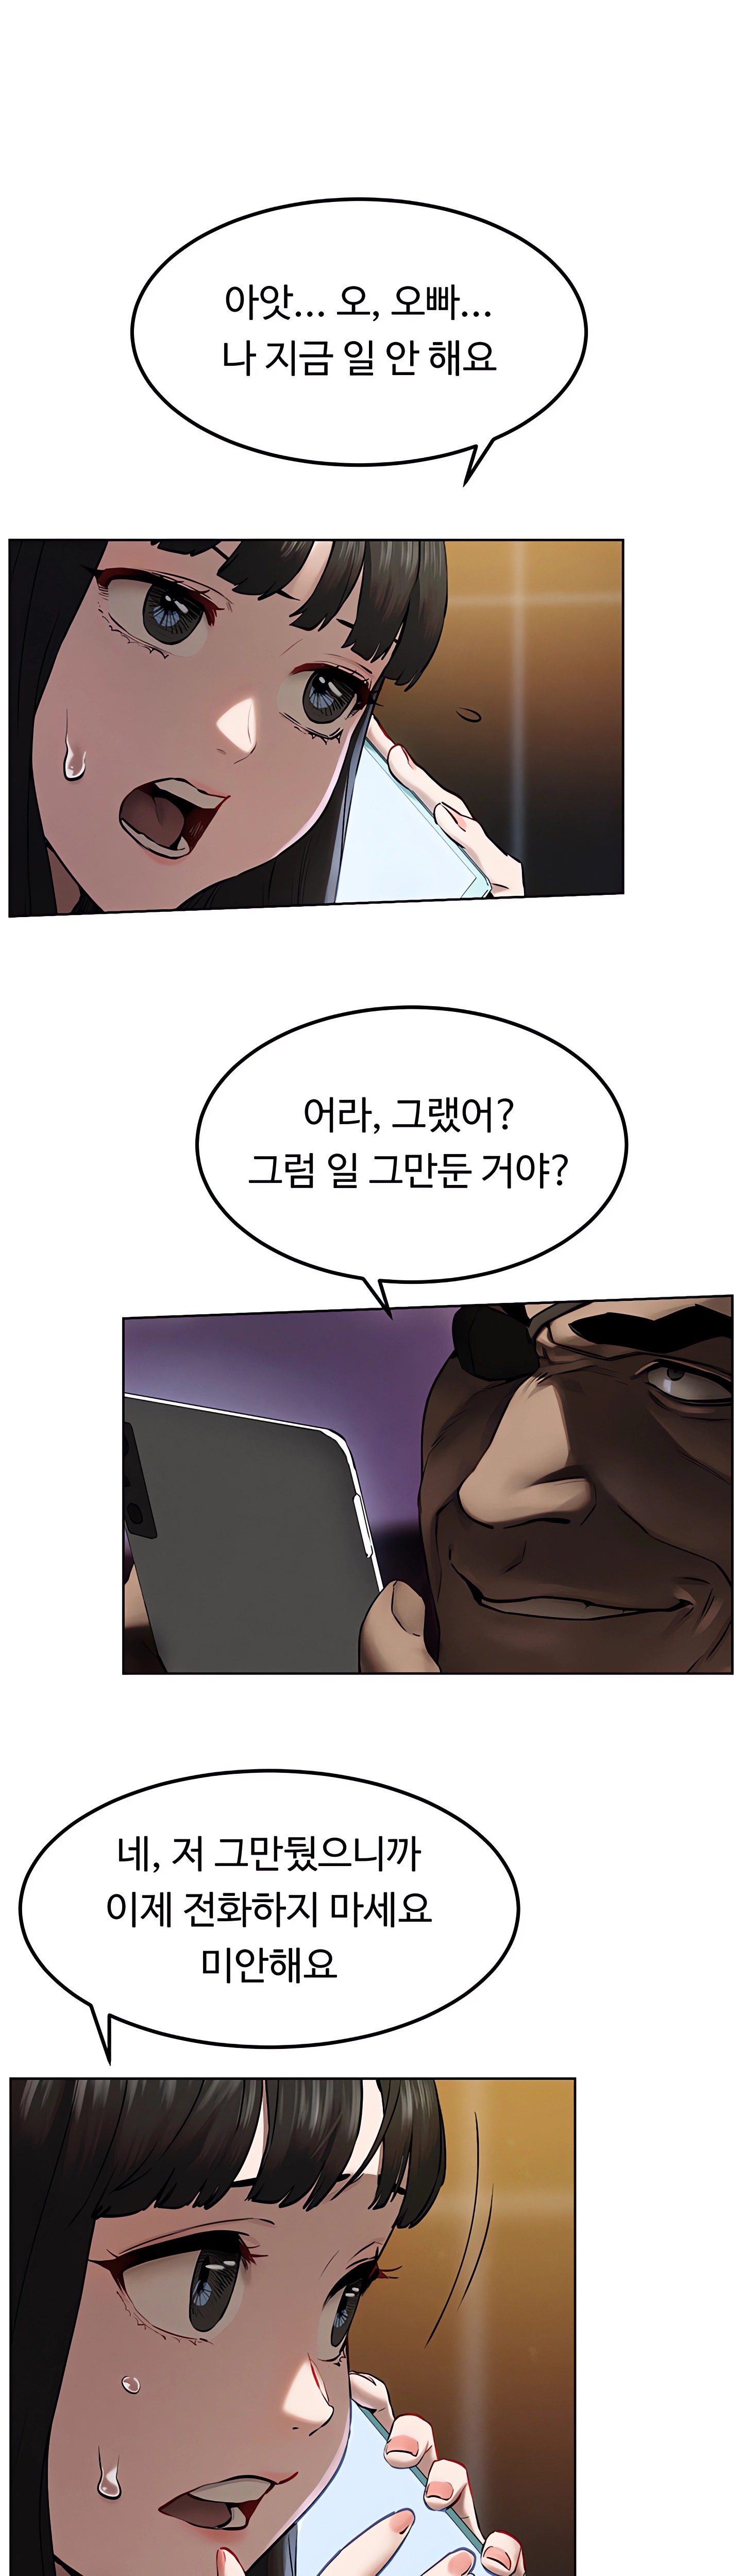 아앗... 오, 오빠...
나 지금 일 안 해요
어라, 그랬어?
그럼 일 그만둔 거야?
네, 저 그만뒀으니까
이제 전화하지 마세요
미안해요